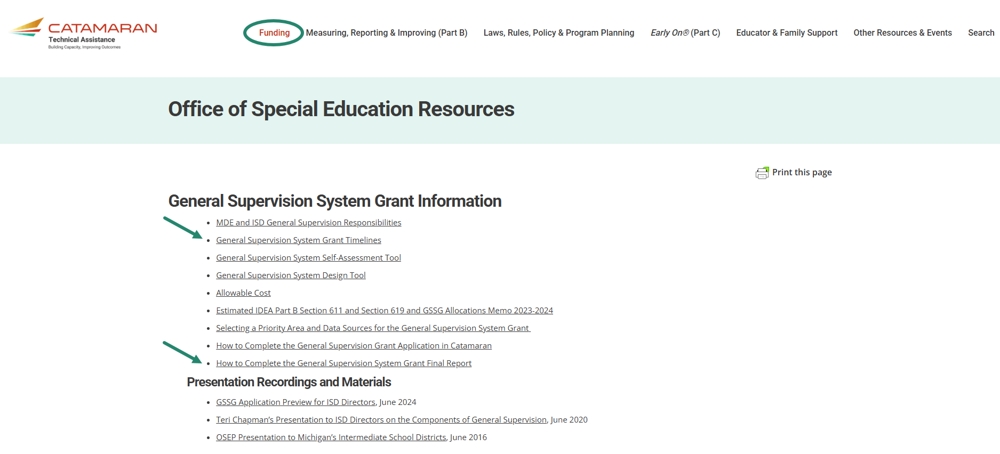 CATAMARAN
Technical Assistance
Building Capacity, Improving Outcomes
Funding
Measuring, Reporting & Improving (Part B)
Laws, Rules, Policy & Program Planning
Early On® (Part C)
Educator & Family Support
Other Resources & Events
Search
Office of Special Education Resources
Print this page
General Supervision System Grant Information
MDE and ISD General Supervision Responsibilities
General Supervision System Grant Timelines
General Supervision System Self-Assessment Tool
General Supervision System Design Tool
Allowable Cost
Estimated IDEA Part B Section 611 and Section 619 and GSSG Allocations Memo 2023-2024
Selecting a Priority Area and Data Sources for the General Supervision System Grant
How to Complete the General Supervision Grant Application in Catamaran
How to Complete the General Supervision System Grant Final Report
Presentation Recordings and Materials
GSSG Application Preview for ISD Directors, June 2024
Teri Chapman's Presentation to ISD Directors on the Components of General Supervision, June 2020
OSEP Presentation to Michigan's Intermediate School Districts, June 2016